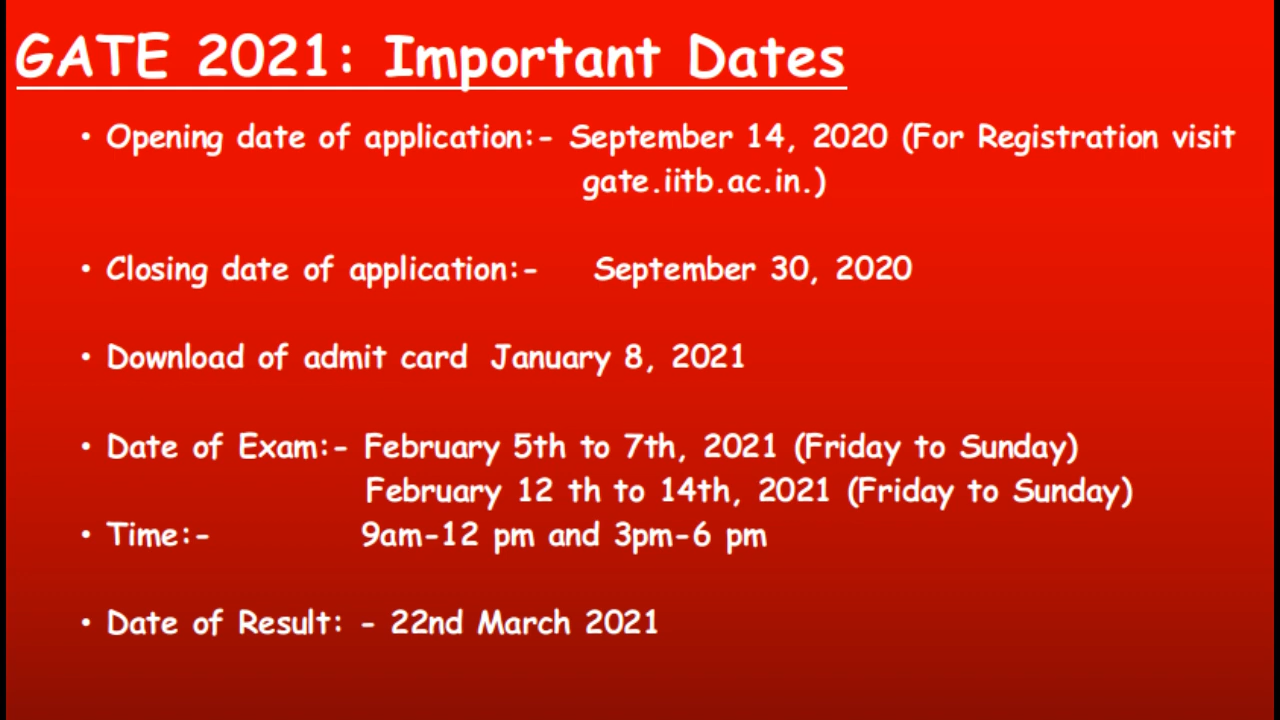 GATE 2021: Important Dates
• Opening date of application:- September 14, 2020 (For Registration visit
gate.iitb.ac.in.)
• Closing date of application:- September 30, 2020
• Download of admit card January 8, 2021
• Date of Exam:- February 5th to 7th, 2021 (Friday to Sunday)
February 12 th to 14th, 2021 (Friday to Sunday)
• Time:- 9am-12 pm and 3pm-6 pm
• Date of Result: - 22nd March 2021